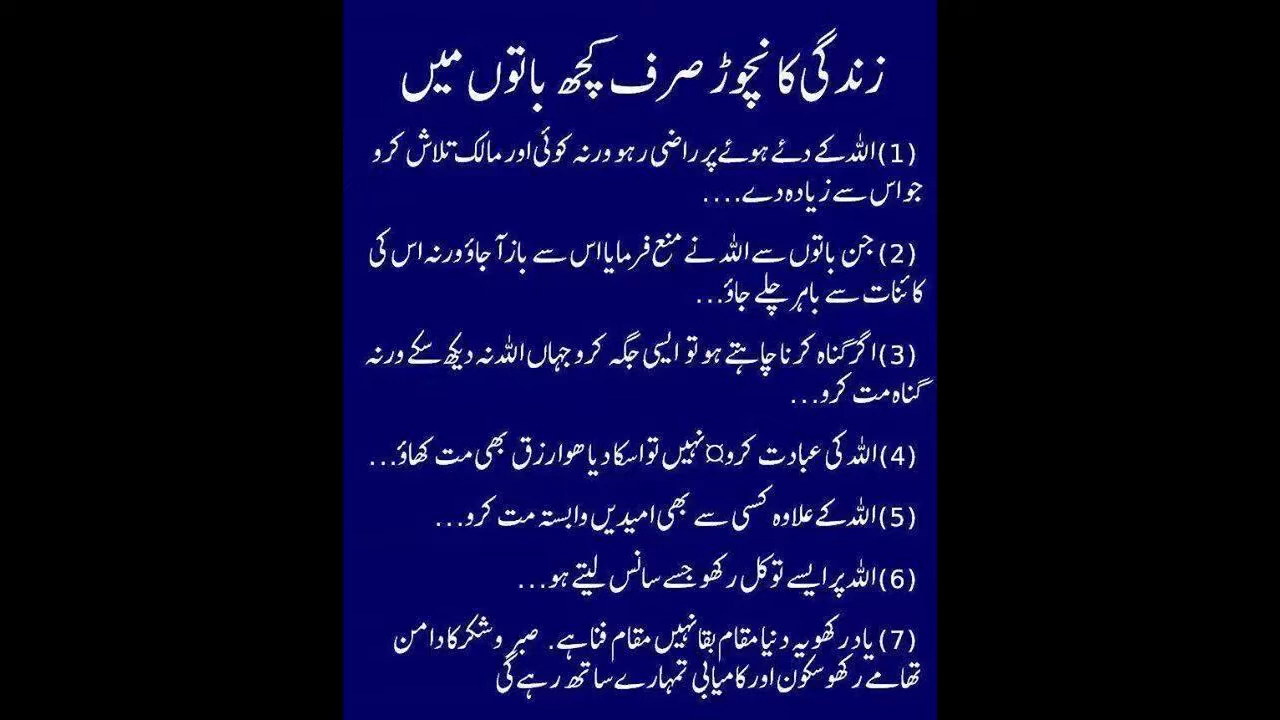 زندگی کا نچوڑ صرف کچھ باتوں میں
(1) اللہ کے دئے ہوئے پر راضی رہو ورنہ کوئی اور مالک تلاش کرو
جو اس سے زیادہ دے....
(2) جن باتوں سے اللہ نے منع فرمایا اس سے باز آ جاؤ ورنہ اس کی
کائنات سے باہر چلے جاؤ...
(3) اگر گناہ کرنا چاہتے ہو تو ایسی جگہ کرو جہاں اللہ نہ دیکھ سکے ورنہ
گناہ مت کرو...
(4) اللہ کی عبادت کرو¤نہیں تو اسکا دیا ھوا رزق بھی مت کھاؤ...
(5) اللہ کے علاوہ کسی سے بھی امیدیں وابستہ مت کرو...
(6) اللہ پر ایسے توکل رکھو جسے سانس لیتے ہو...
(7) یاد رکھو یہ دنیا مقام بقا نہیں مقام فنا ہے. صبر و شکر کا دامن
تھامے رکھو سکون اور کامیابی تمہارے ساتھ رہے گی